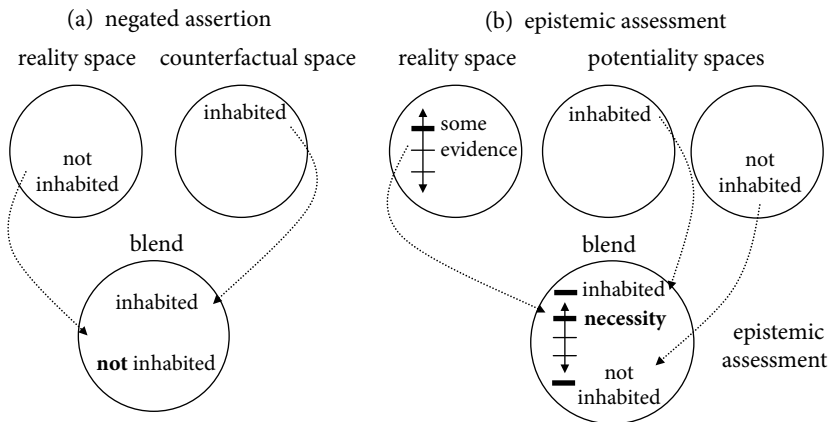 (a) negated assertion
reality space
counterfactual space
not
inhabited
inhabited
blend
inhabited
not inhabited
(b) epistemic assessment
reality space
potentiality spaces
some
evidence
inhabited
not
inhabited
blend
inhabited
necessity
not
inhabited
epistemic
assessment